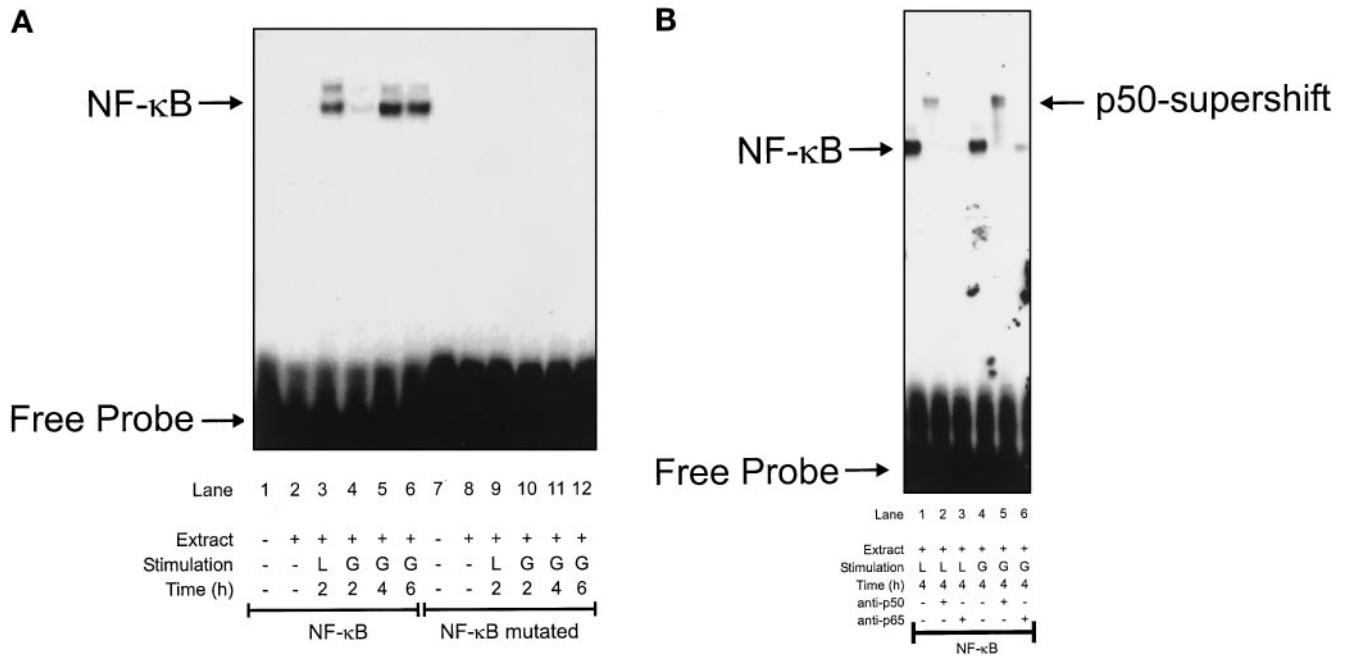 A
NF-κB
Free Probe
Lane 1 2 3 4 5 6 7 8 9 10 11 12
Extract - + + + + + - + + + + +
Stimulation - - L G G G - - L G G G
Time (h) - - 2 2 4 6 - - 2 2 4 6
NF-κB NF-κB mutated
B
p50-supershift
NF-κB
Free Probe
Lane 1 2 3 4 5 6
Extract + + + + + +
Stimulation L L L G G G
Time (h) 4 4 4 4 4 4
anti-p50 - + - - + -
anti-p65 - - + - - +
NF-κB